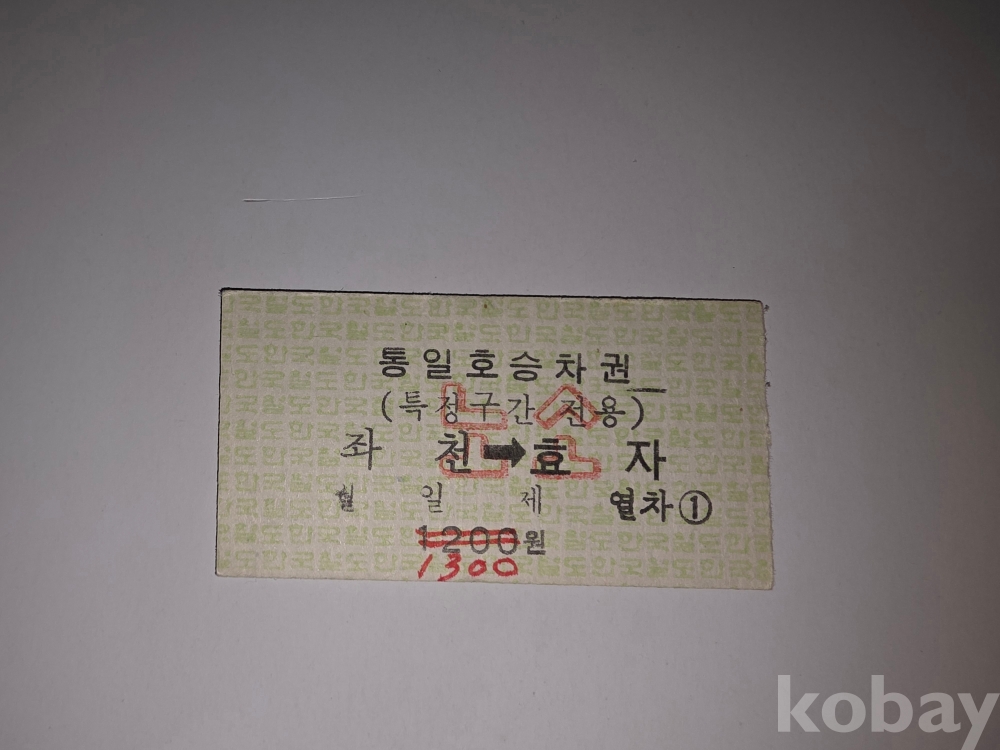 통일호승차권
(특정구간 전용)
좌 천➡효 자
월 일 제 열차①
1200원
1300
kobay